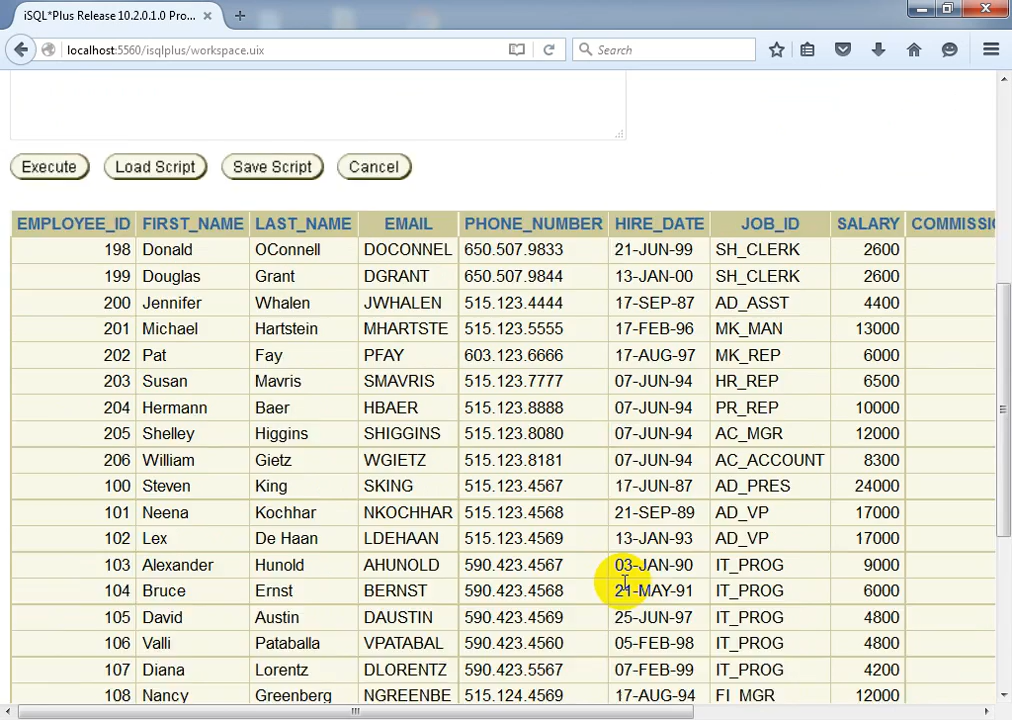 iSQL*Plus Release 10.2.0.1.0 Pro...
localhost:5560/isqlplus/workspace.uix
Search
Execute Load Script Save Script Cancel
EMPLOYEE_ID FIRST_NAME LAST_NAME EMAIL PHONE_NUMBER HIRE_DATE JOB_ID SALARY COMMISSIO
198 Donald OConnell DOCONNEL 650.507.9833 21-JUN-99 SH_CLERK 2600
199 Douglas Grant DGRANT 650.507.9844 13-JAN-00 SH_CLERK 2600
200 Jennifer Whalen JWHALEN 515.123.4444 17-SEP-87 AD_ASST 4400
201 Michael Hartstein MHARTSTE 515.123.5555 17-FEB-96 MK_MAN 13000
202 Pat Fay PFAY 603.123.6666 17-AUG-97 MK_REP 6000
203 Susan Mavris SMAVRIS 515.123.7777 07-JUN-94 HR_REP 6500
204 Hermann Baer HBAER 515.123.8888 07-JUN-94 PR_REP 10000
205 Shelley Higgins SHIGGINS 515.123.8080 07-JUN-94 AC_MGR 12000
206 William Gietz WGIETZ 515.123.8181 07-JUN-94 AC_ACCOUNT 8300
100 Steven King SKING 515.123.4567 17-JUN-87 AD_PRES 24000
101 Neena Kochhar NKOCHHAR 515.123.4568 21-SEP-89 AD_VP 17000
102 Lex De Haan LDEHAAN 515.123.4569 13-JAN-93 AD_VP 17000
103 Alexander Hunold AHUNOLD 590.423.4567 03-JAN-90 IT_PROG 9000
104 Bruce Ernst BERNST 590.423.4568 21-MAY-91 IT_PROG 6000
105 David Austin DAUSTIN 590.423.4569 25-JUN-97 IT_PROG 4800
106 Valli Pataballa VPATABAL 590.423.4560 05-FEB-98 IT_PROG 4800
107 Diana Lorentz DLORENTZ 590.423.5567 07-FEB-99 IT_PROG 4200
108 Nancy Greenberg NGREENBE 515.124.4569 17-AUG-94 FI_MGR 12000